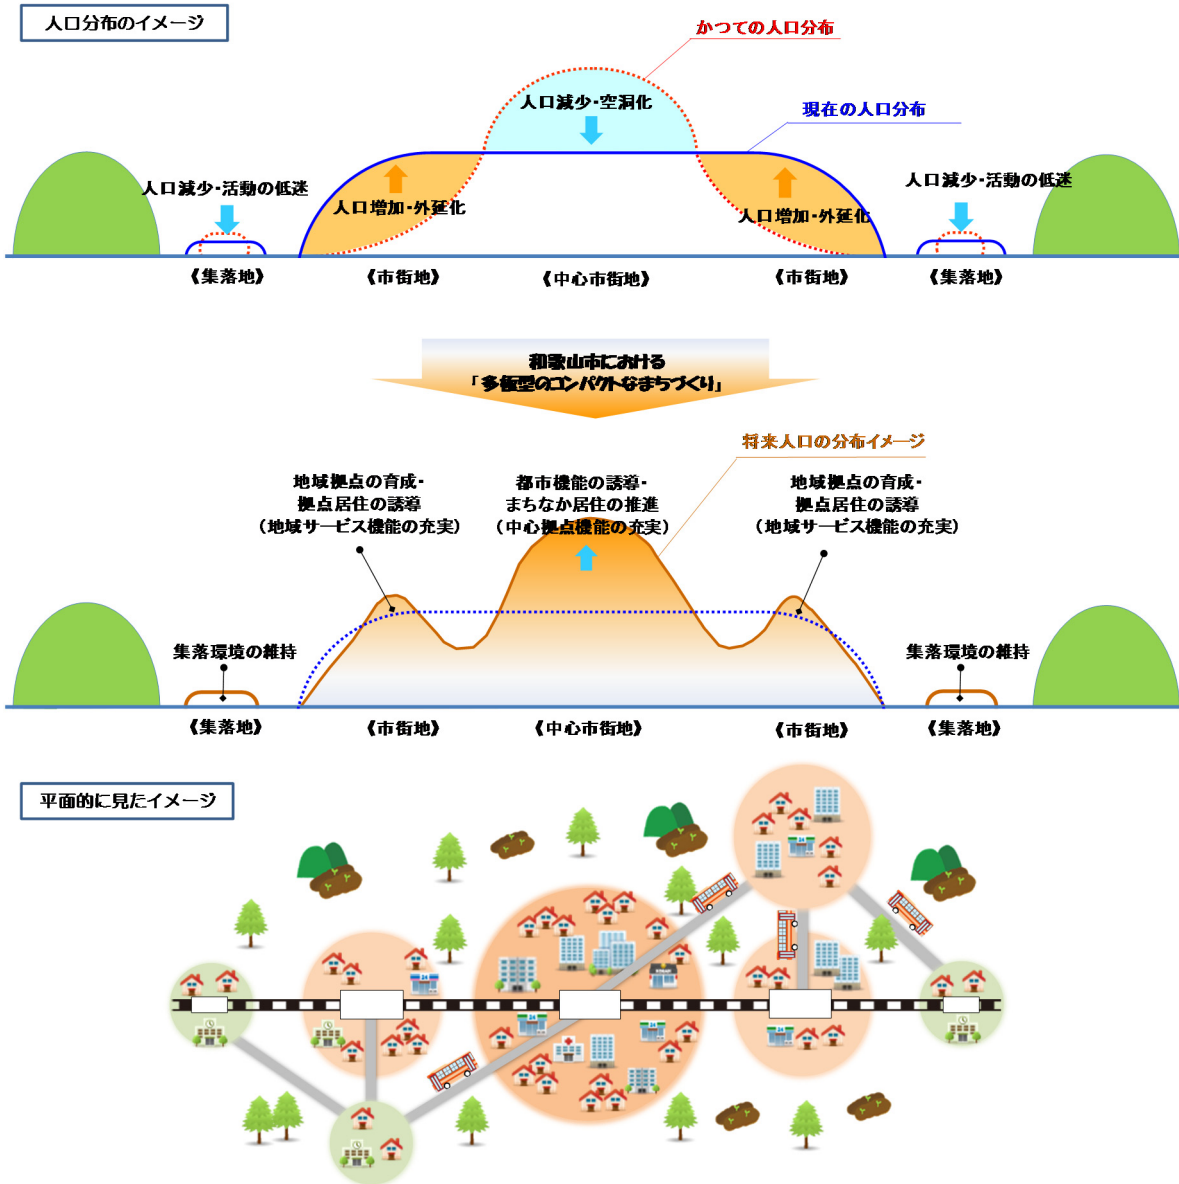 人口分布のイメージ
かつての人口分布
人口減少・空洞化
現在の人口分布
人口減少・活動の低迷
人口増加・外延化
人口増加・外延化
人口減少・活動の低迷
《集落地》
《市街地》
《中心市街地》
《市街地》
《集落地》
和歌山市における
「多極型のコンパクトなまちづくり」
将来人口の分布イメージ
地域拠点の育成・
拠点居住の誘導
（地域サービス機能の充実）
都市機能の誘導・
まちなか居住の推進
（中心拠点機能の充実）
地域拠点の育成・
拠点居住の誘導
（地域サービス機能の充実）
集落環境の維持
集落環境の維持
《集落地》
《市街地》
《中心市街地》
《市街地》
《集落地》
平面的に見たイメージ